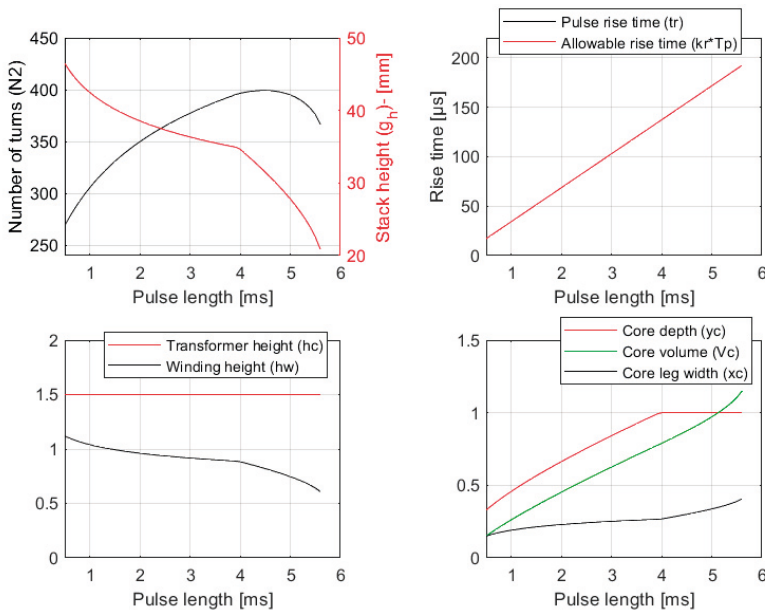 450
400
350
300
250
Number of turns (N2)
50
40
30
20
Stack height (g_h)- [mm]
1 2 3 4 5 6
Pulse length [ms]
Pulse rise time (tr)
Allowable rise time (kr*Tp)
200
150
100
50
0
Rise time [µs]
1 2 3 4 5 6
Pulse length [ms]
Transformer height (hc)
Winding height (hw)
2
1.5
1
0.5
0
1 2 3 4 5 6
Pulse length [ms]
Core depth (yc)
Core volume (Vc)
Core leg width (xc)
1.5
1
0.5
0
1 2 3 4 5 6
Pulse length [ms]